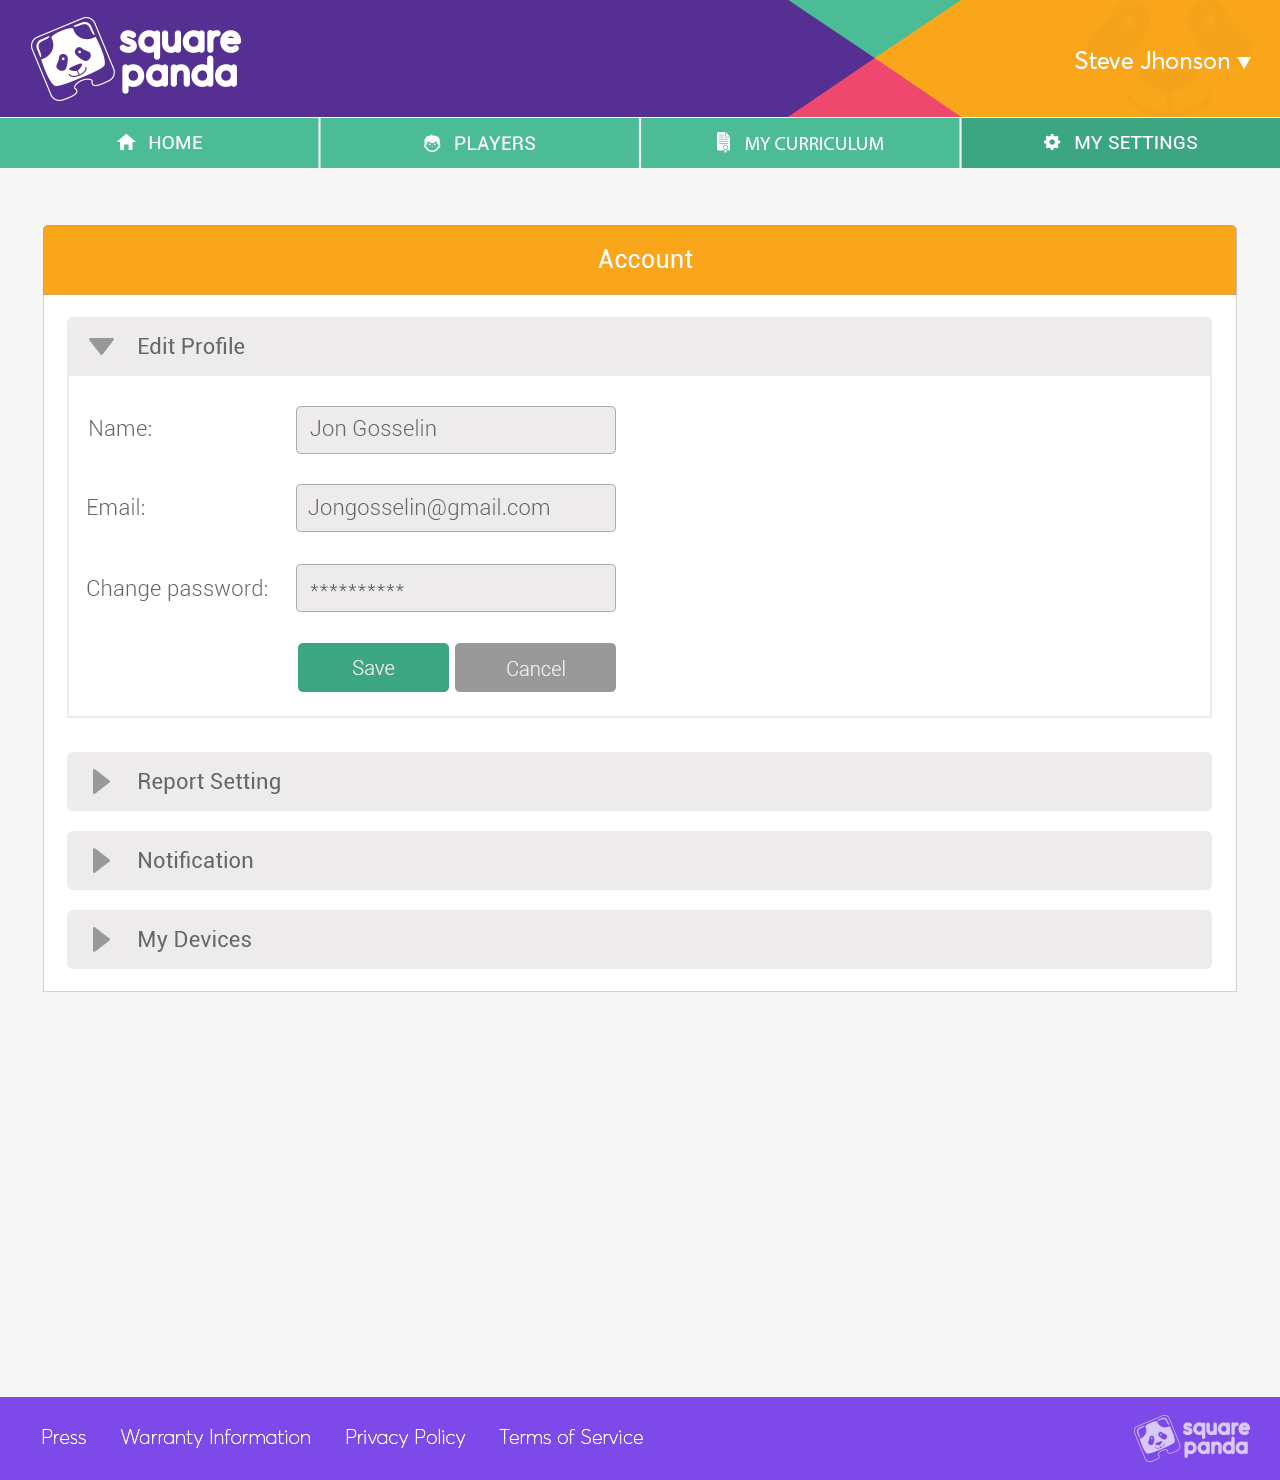 square
panda
Steve Jhonson ▼
HOME
PLAYERS
MY CURRICULUM
MY SETTINGS
Account
Edit Profile
Name:
Jon Gosselin
Email:
Jongosselin@gmail.com
Change password:
**********
Save
Cancel
Report Setting
Notification
My Devices
Press
Warranty Information
Privacy Policy
Terms of Service
square
panda